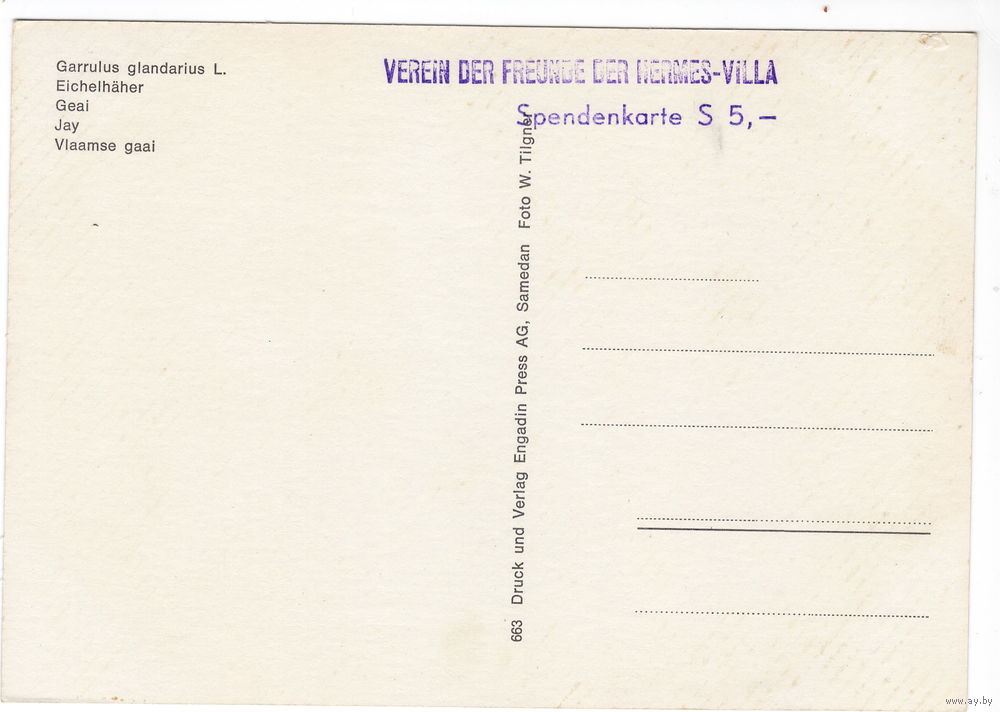 Garrulus glandarius L.
Eichelhäher
Geai
Jay
Vlaamse gaai
VEREIN DER FREUNDE DER HERMES-VILLA
Spendenkarte S 5,—
663 Druck und Verlag Engadin Press AG, Samedan Foto W. Tilgner
www.ay.by